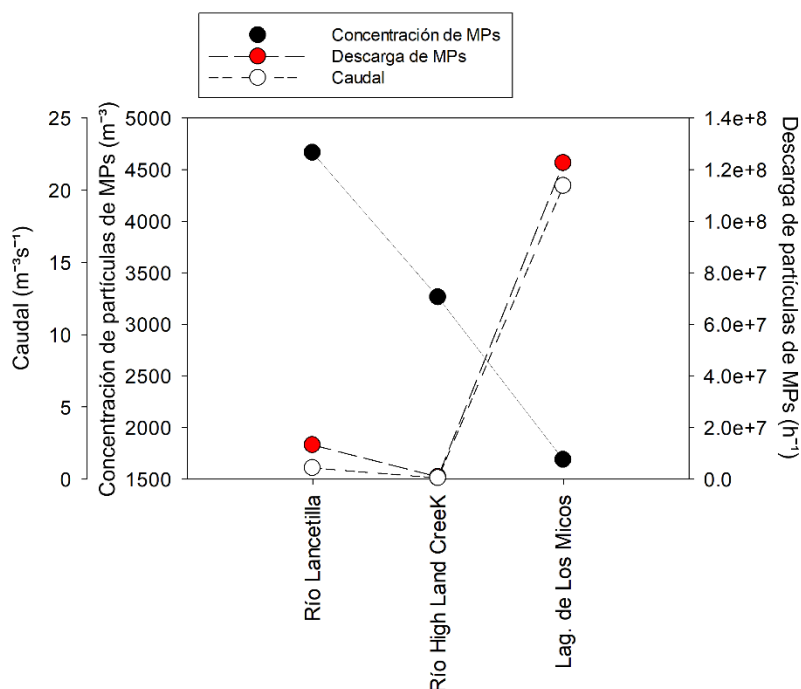 Concentración de MPs
Descarga de MPs
Caudal
25
20
15
10
5
0
Caudal (m⁻³s⁻¹)
5000
4500
4000
3500
3000
2500
2000
1500
Concentración de partículas de MPs (m⁻³)
1.4e+8
1.2e+8
1.0e+8
8.0e+7
6.0e+7
4.0e+7
2.0e+7
0.0
Descarga de partículas
de MPs (h⁻¹)
Río Lancetilla
Río High Land CreeK
Lag. de Los Micos